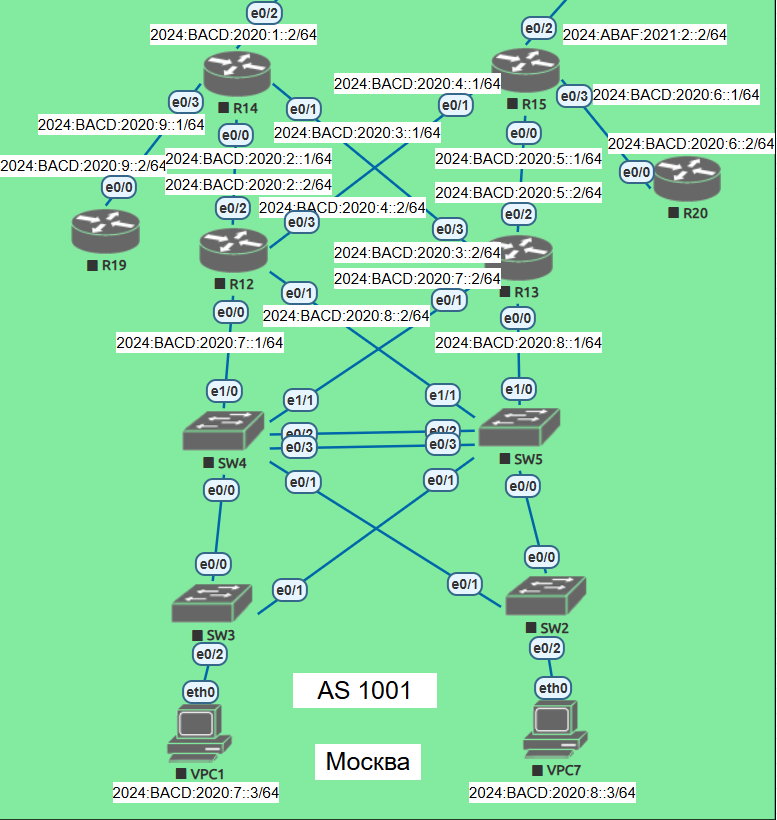 e0/2
2024:BACD:2020:1::2/64
e0/2
2024:ABAF:2021:2::2/64
R14
R15
e0/3
e0/1
2024:BACD:2020:4::1/64
e0/1
e0/3
2024:BACD:2020:6::1/64
2024:BACD:2020:9::1/64
e0/0
2024:BACD:2020:3::1/64
e0/0
2024:BACD:2020:6::2/64
2024:BACD:2020:9::2/64
2024:BACD:2020:2::1/64
2024:BACD:2020:5::1/64
e0/0
2024:BACD:2020:2::2/64
2024:BACD:2020:5::2/64
e0/0
R20
e0/2
2024:BACD:2020:4::2/64
e0/3
e0/3
e0/2
R19
R12
2024:BACD:2020:3::2/64
2024:BACD:2020:7::2/64
R13
e0/0
e0/1
2024:BACD:2020:8::2/64
e0/1
e0/0
2024:BACD:2020:7::1/64
2024:BACD:2020:8::1/64
e1/0
e1/1
e1/1
e1/0
e0/2
e0/2
e0/3
e0/3
SW4
SW5
e0/0
e0/1
e0/1
e0/0
e0/0
e0/1
e0/1
e0/0
SW3
SW2
e0/2
e0/2
eth0
eth0
AS 1001
VPC1
Москва
VPC7
2024:BACD:2020:7::3/64
2024:BACD:2020:8::3/64